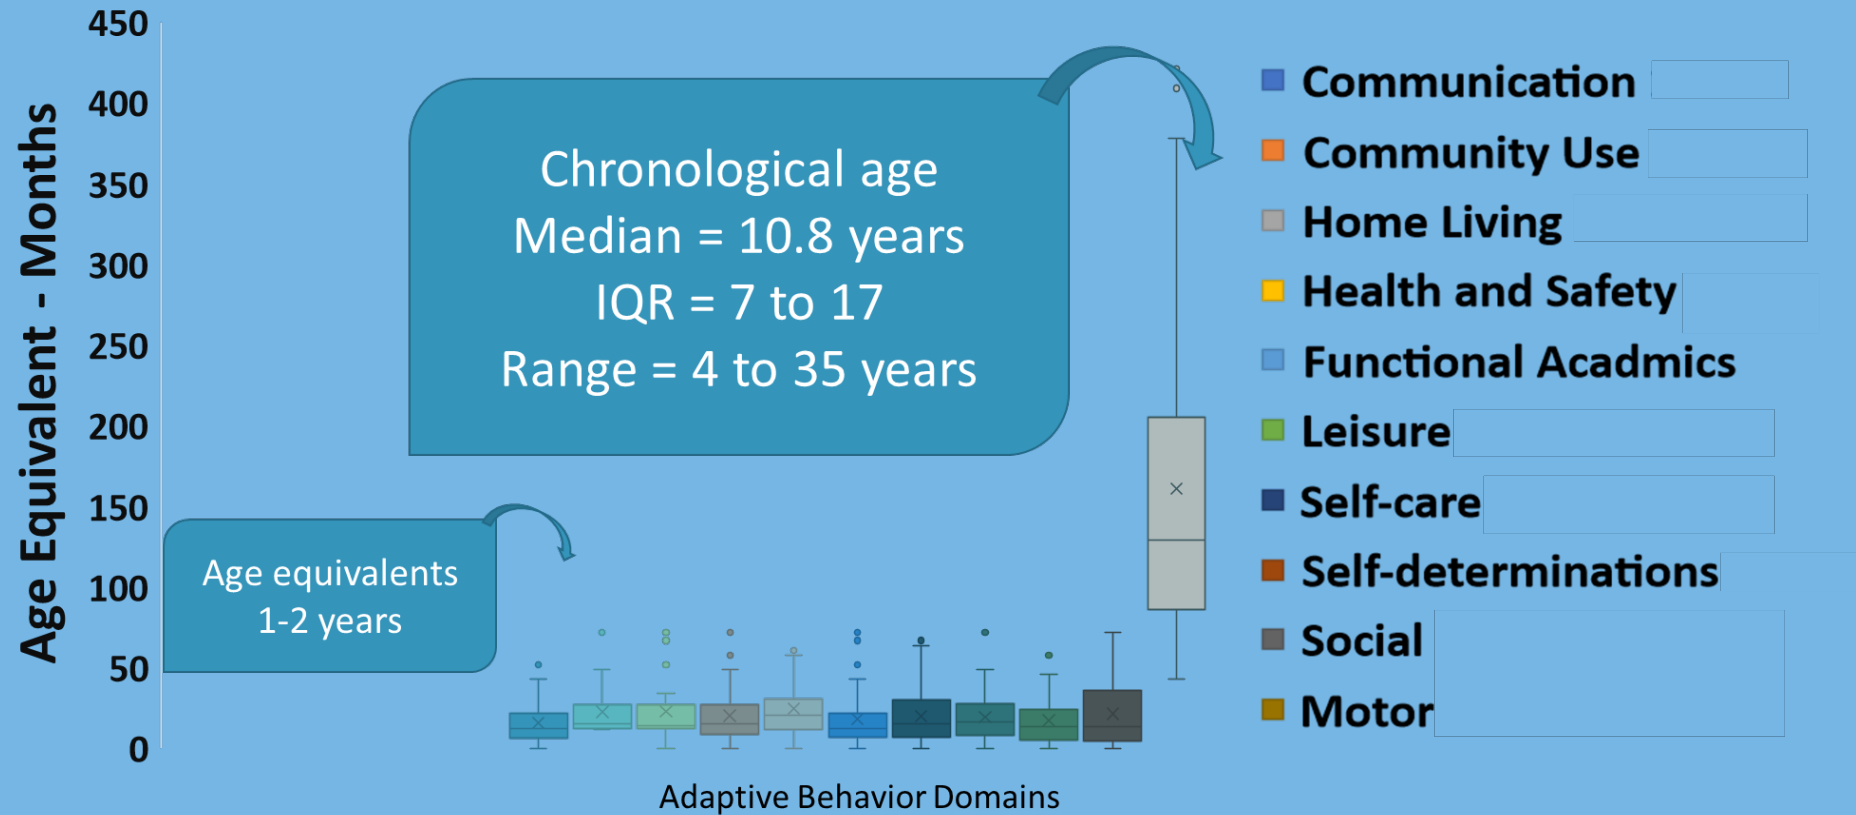 Age Equivalent - Months
450
400
350
300
250
200
150
100
50
0
Chronological age
Median = 10.8 years
IQR = 7 to 17
Range = 4 to 35 years
Age equivalents
1-2 years
Adaptive Behavior Domains
Communication
Community Use
Home Living
Health and Safety
Functional Acadmics
Leisure
Self-care
Self-determinations
Social
Motor